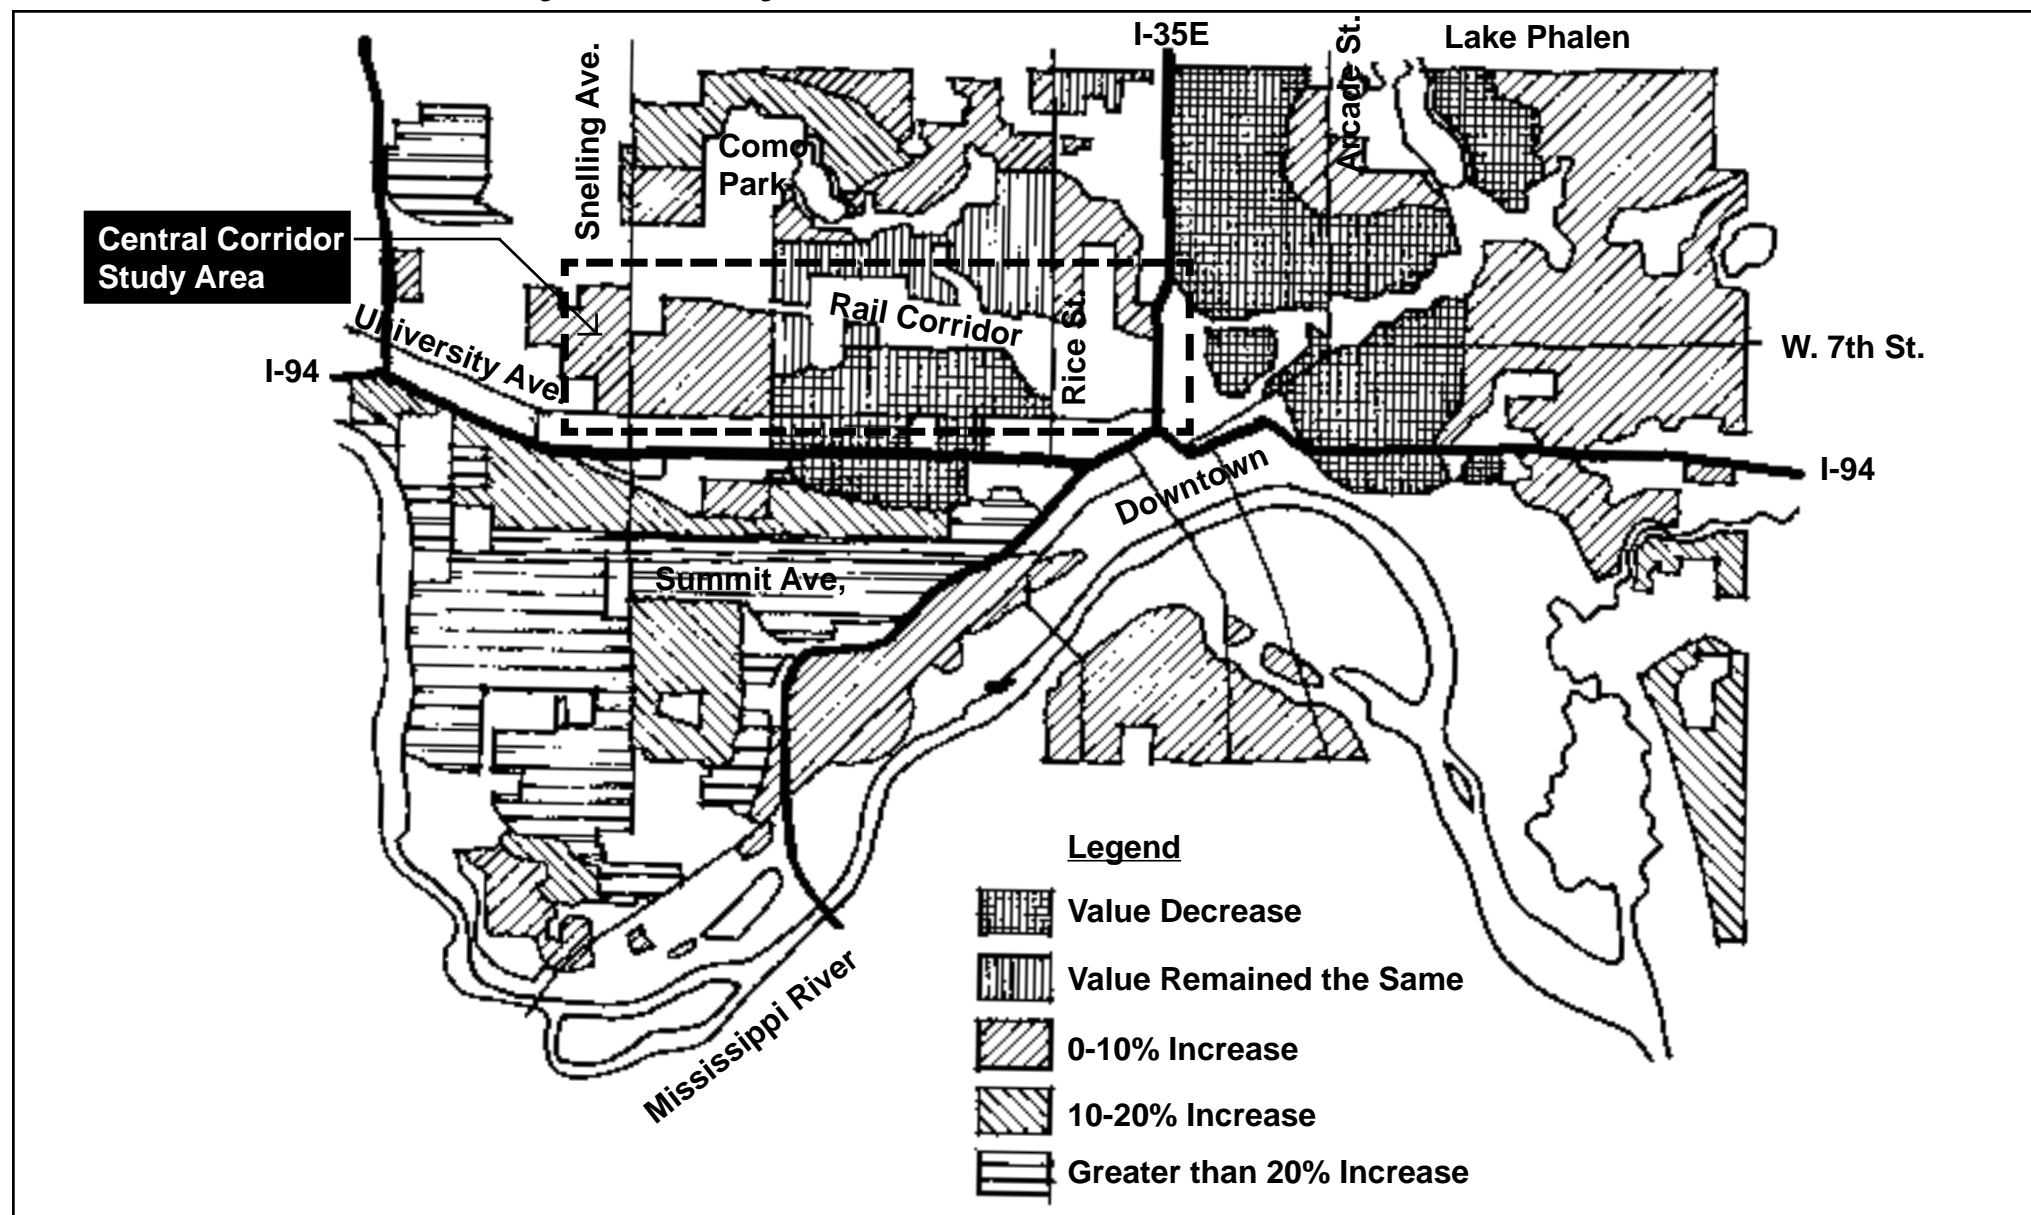 I-35E
Lake Phalen
Snelling Ave.
Arcade St.
Como
Park
Central Corridor
Study Area
University Ave.
Rail Corridor
Rice St.
W. 7th St.
I-94
I-94
Downtown
Summit Ave,
Mississippi River
Legend
Value Decrease
Value Remained the Same
0-10% Increase
10-20% Increase
Greater than 20% Increase